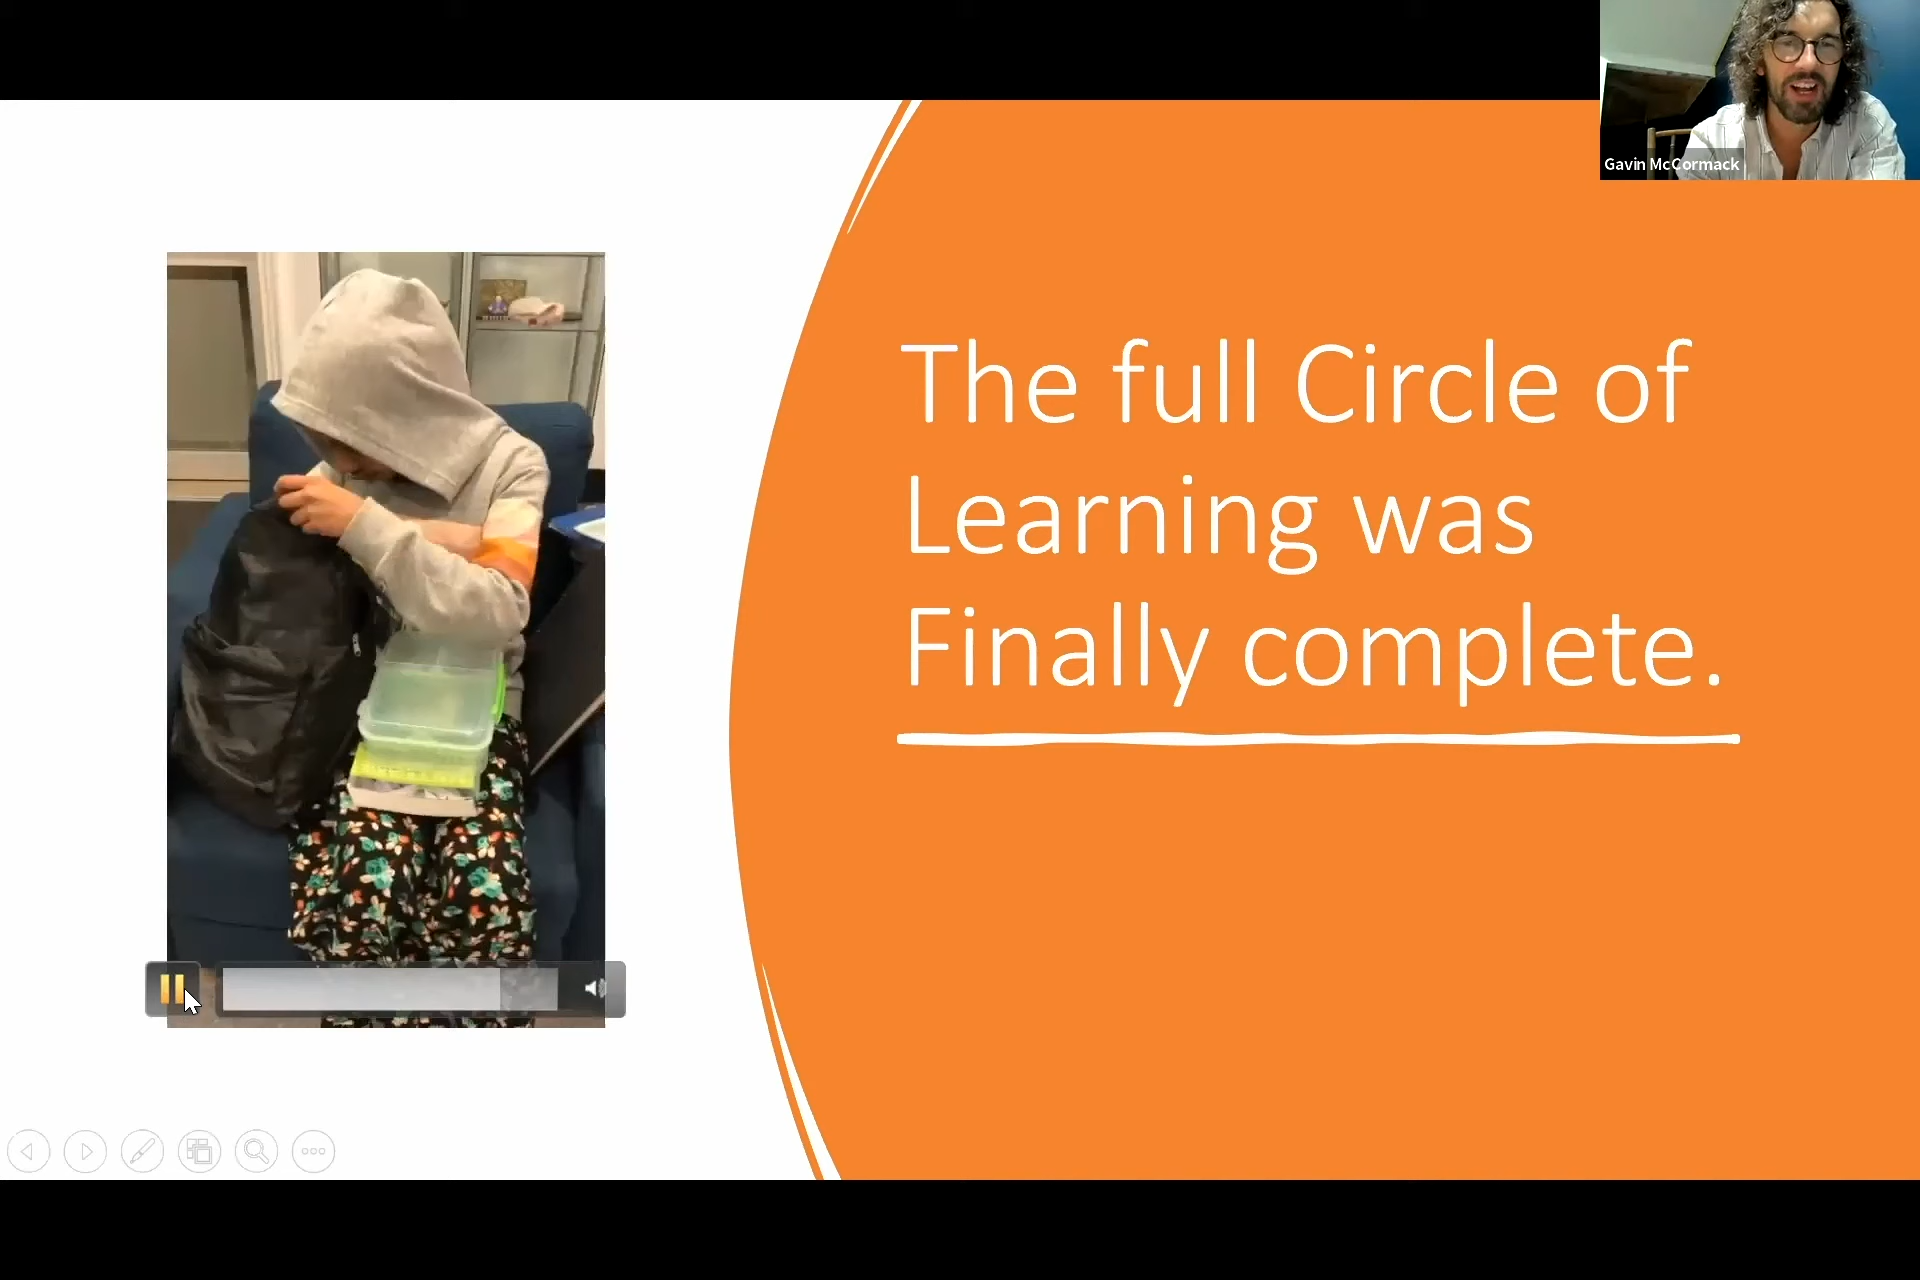 Gavin McCormack
The full Circle of
Learning was
Finally complete.